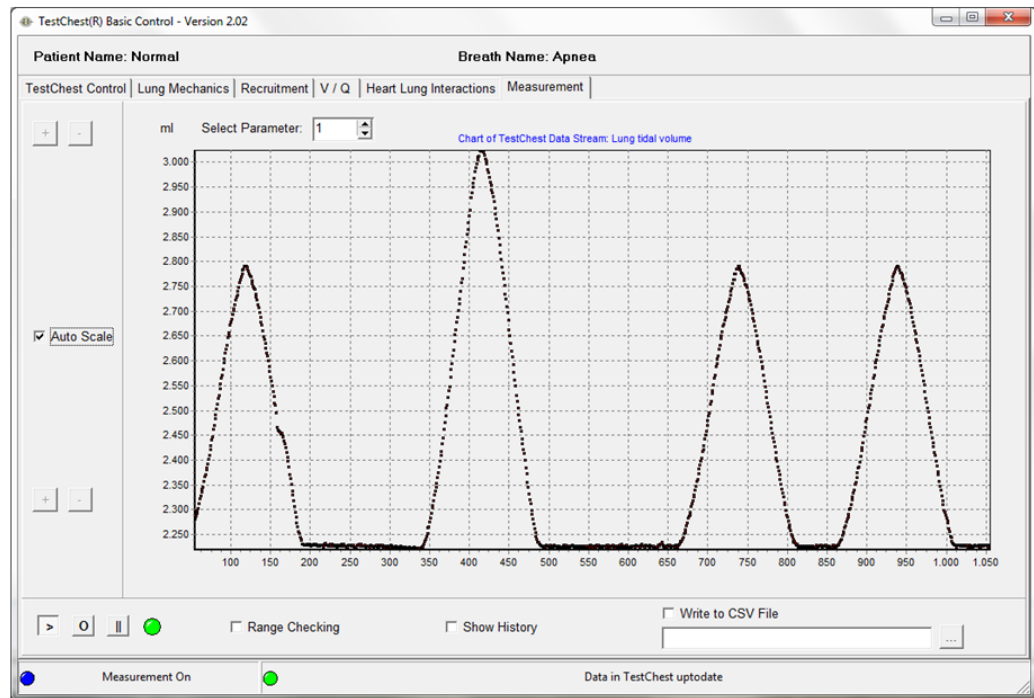 TestChest(R) Basic Control - Version 2.02
Patient Name: Normal Breath Name: Apnea
TestChest Control Lung Mechanics Recruitment V / Q Heart Lung Interactions Measurement
+ - ml Select Parameter: 1
Chart of TestChest Data Stream: Lung tidal volume
3.000
2.950
2.900
2.850
2.800
2.750
2.700
Auto Scale 2.650
2.600
2.550
2.500
2.450
2.400
2.350
+ - 2.300
2.250
100 150 200 250 300 350 400 450 500 550 600 650 700 750 800 850 900 950 1.000 1.050
> O || Range Checking Show History Write to CSV File
...
Measurement On Data in TestChest uptodate